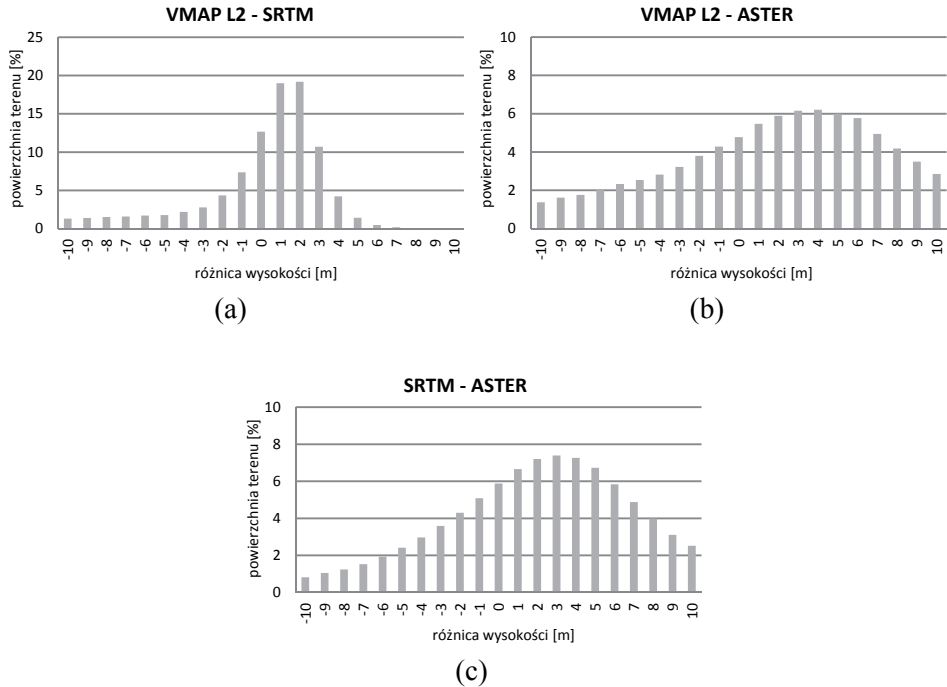 VMAP L2 - SRTM
powierzchnia terenu [%]
25
20
15
10
5
0
-10 -9 -8 -7 -6 -5 -4 -3 -2 -1 0 1 2 3 4 5 6 7 8 9 10
różnica wysokości [m]
(a)
VMAP L2 - ASTER
powierzchnia terenu [%]
10
8
6
4
2
0
-10 -9 -8 -7 -6 -5 -4 -3 -2 -1 0 1 2 3 4 5 6 7 8 9 10
różnica wysokości [m]
(b)
SRTM - ASTER
powierzchnia terenu [%]
10
8
6
4
2
0
-10 -9 -8 -7 -6 -5 -4 -3 -2 -1 0 1 2 3 4 5 6 7 8 9 10
różnica wysokości [m]
(c)